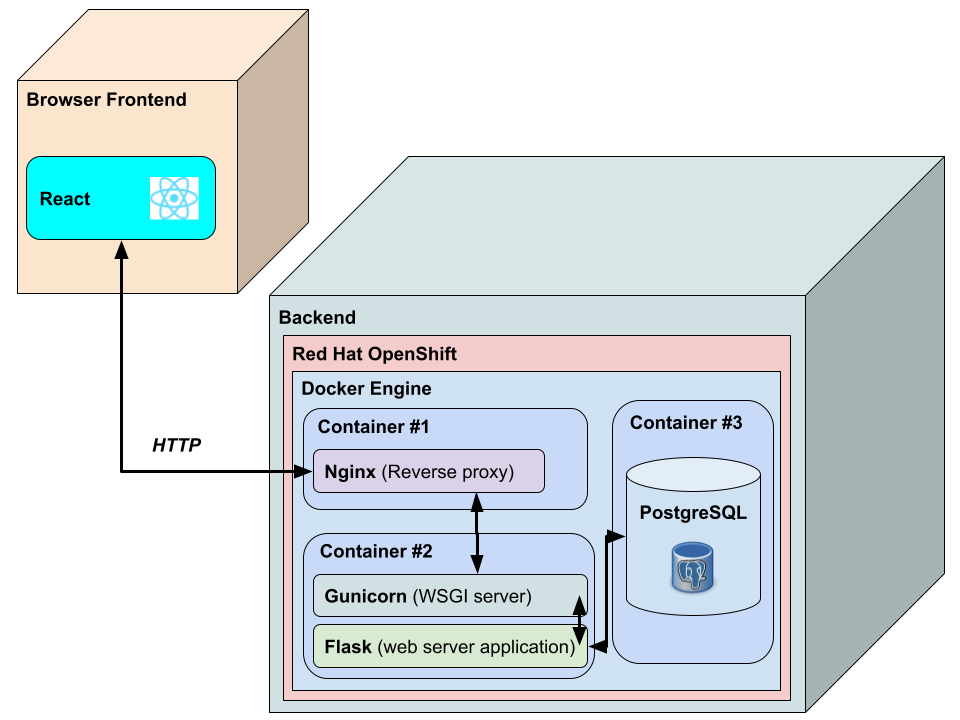 Browser Frontend
React
HTTP
Backend
Red Hat OpenShift
Docker Engine
Container #1
Nginx (Reverse proxy)
Container #2
Gunicorn (WSGI server)
Flask (web server application)
Container #3
PostgreSQL